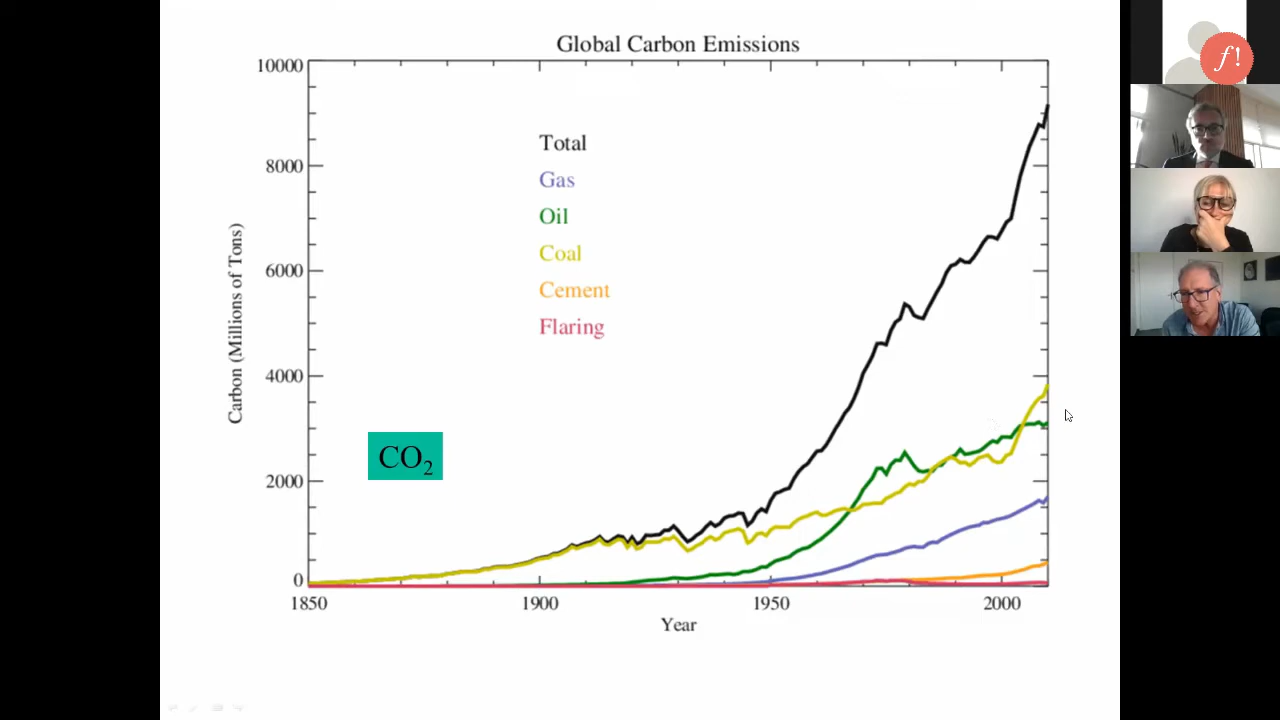 Global Carbon Emissions
10000
8000
6000
4000
2000
0
Carbon (Millions of Tons)
Total
Gas
Oil
Coal
Cement
Flaring
CO₂
1850 1900 1950 2000
Year
f!